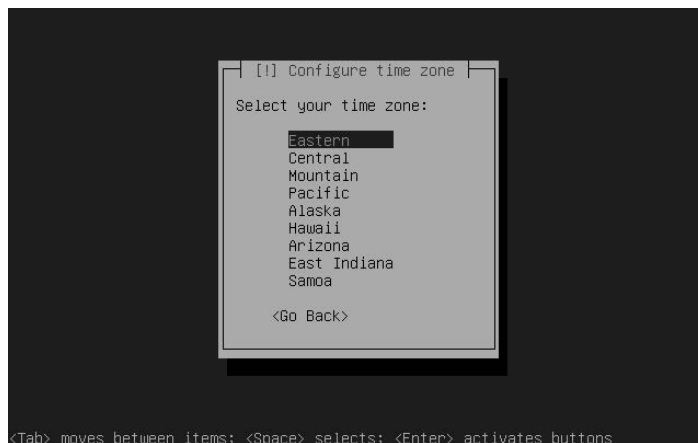 [!] Configure time zone
Select your time zone:
Eastern
Central
Mountain
Pacific
Alaska
Hawaii
Arizona
East Indiana
Samoa
<Go Back>
<Tab> moves between items; <Space> selects; <Enter> activates buttons